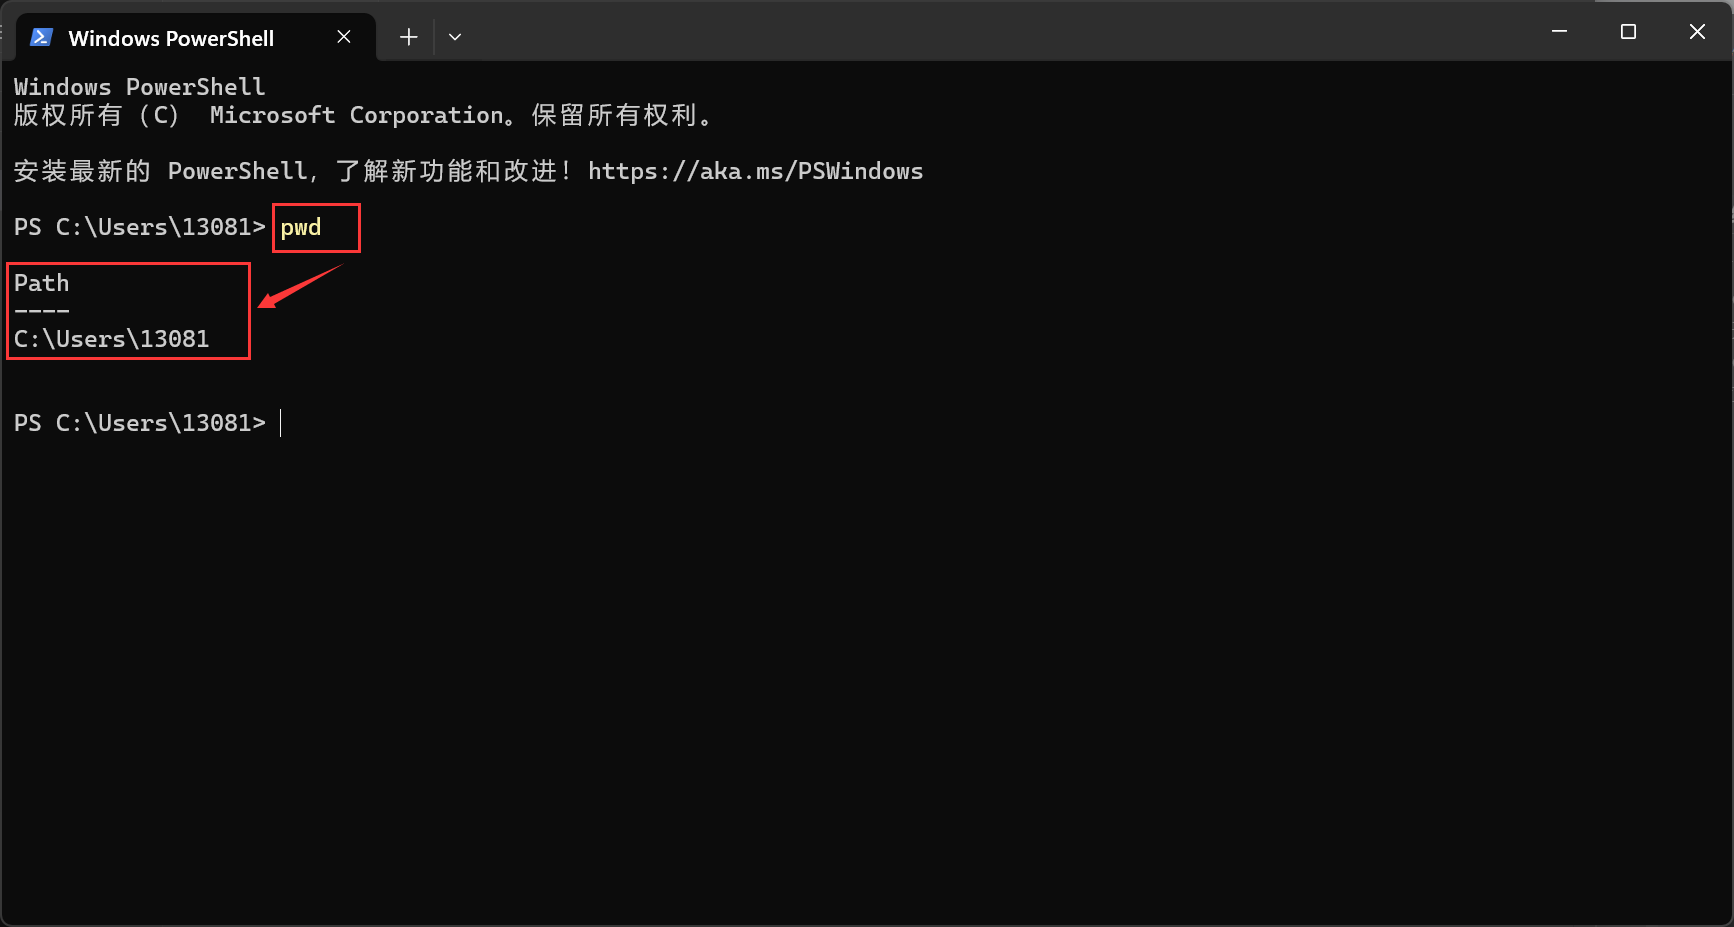 Windows PowerShell
Windows PowerShell
版权所有 (C) Microsoft Corporation。保留所有权利。
安装最新的 PowerShell，了解新功能和改进！https://aka.ms/PSWindows
PS C:\Users\13081> pwd
Path
----
C:\Users\13081
PS C:\Users\13081>